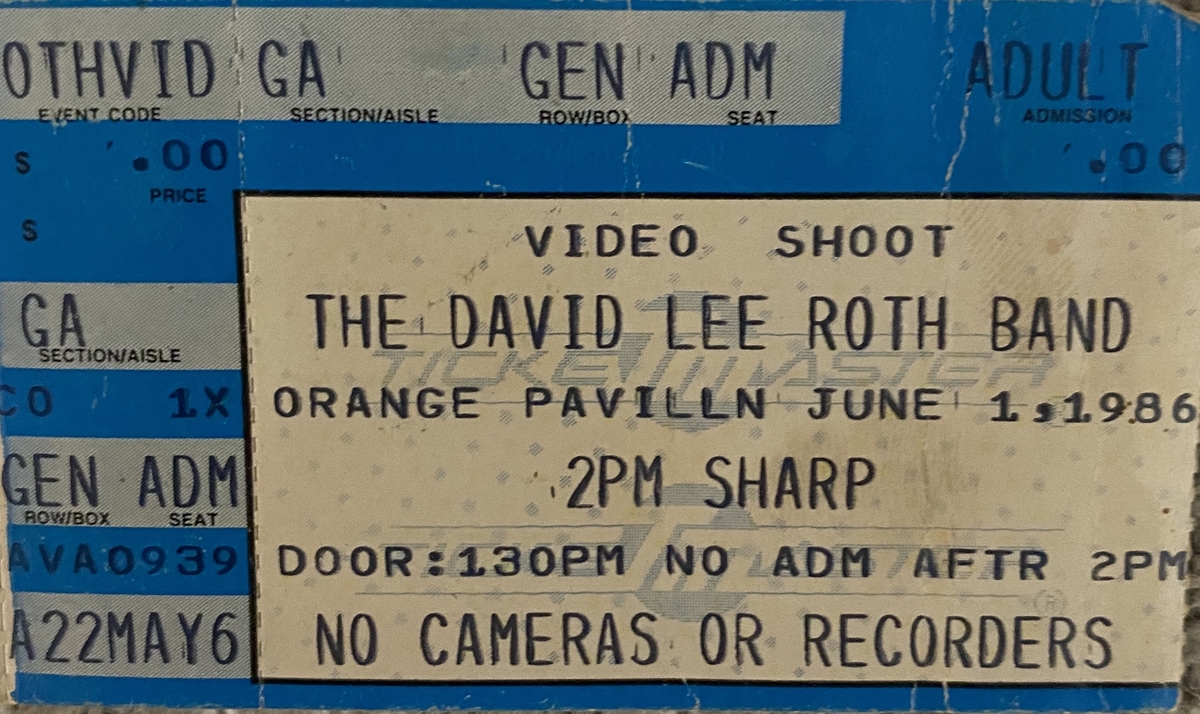 OTHVID GA GEN ADM ADULT
EVENT CODE SECTION/AISLE ROW/BOX SEAT ADMISSION
$ .00 .00
PRICE
$
VIDEO SHOOT
GA
SECTION/AISLE
THE DAVID LEE ROTH BAND
TICKETMASTER
CO 1X
ORANGE PAVILLN JUNE 1,1986
GEN ADM
ROW/BOX SEAT
2PM SHARP
AVA0939
DOOR:130PM NO ADM AFTR 2PM
A22MAY6
NO CAMERAS OR RECORDERS